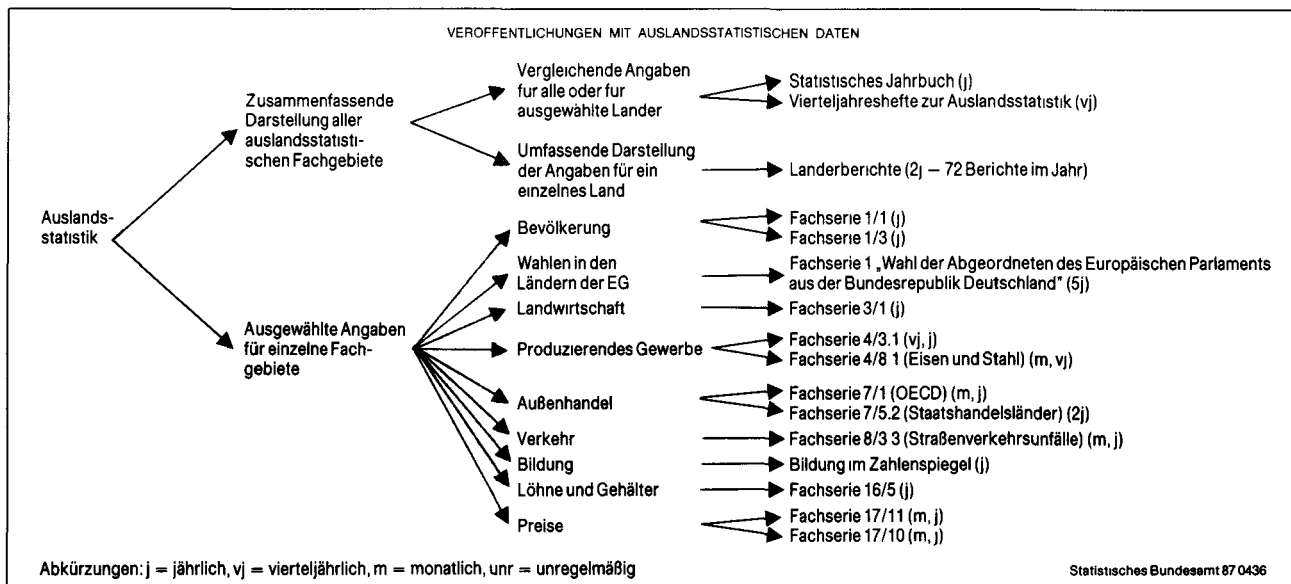 VEROFFENTLICHUNGEN MIT AUSLANDSSTATISTISCHEN DATEN
Auslands-
statistik
Zusammenfassende
Darstellung aller
auslandsstatisti-
schen Fachgebiete
Vergleichende Angaben
fur alle oder fur
ausgewählte Lander
Statistisches Jahrbuch (j)
Vierteljahreshefte zur Auslandsstatistik (vj)
Umfassende Darstellung
der Angaben für ein
einzelnes Land
Landerberichte (2j – 72 Berichte im Jahr)
Ausgewählte Angaben
für einzelne Fach-
gebiete
Bevölkerung
Fachserie 1/1 (j)
Fachserie 1/3 (j)
Wahlen in den
Ländern der EG
Fachserie 1 „Wahl der Abgeordneten des Europäischen Parlaments
aus der Bundesrepublik Deutschland" (5j)
Landwirtschaft
Fachserie 3/1 (j)
Produzierendes Gewerbe
Fachserie 4/3.1 (vj, j)
Fachserie 4/8 1 (Eisen und Stahl) (m, vj)
Außenhandel
Fachserie 7/1 (OECD) (m, j)
Fachserie 7/5.2 (Staatshandelsländer) (2j)
Verkehr
Fachserie 8/3 3 (Straßenverkehrsunfälle) (m, j)
Bildung
Bildung im Zahlenspiegel (j)
Löhne und Gehälter
Fachserie 16/5 (j)
Preise
Fachserie 17/11 (m, j)
Fachserie 17/10 (m, j)
Abkürzungen: j = jährlich, vj = vierteljährlich, m = monatlich, unr = unregelmäßig
Statistisches Bundesamt 87 0436